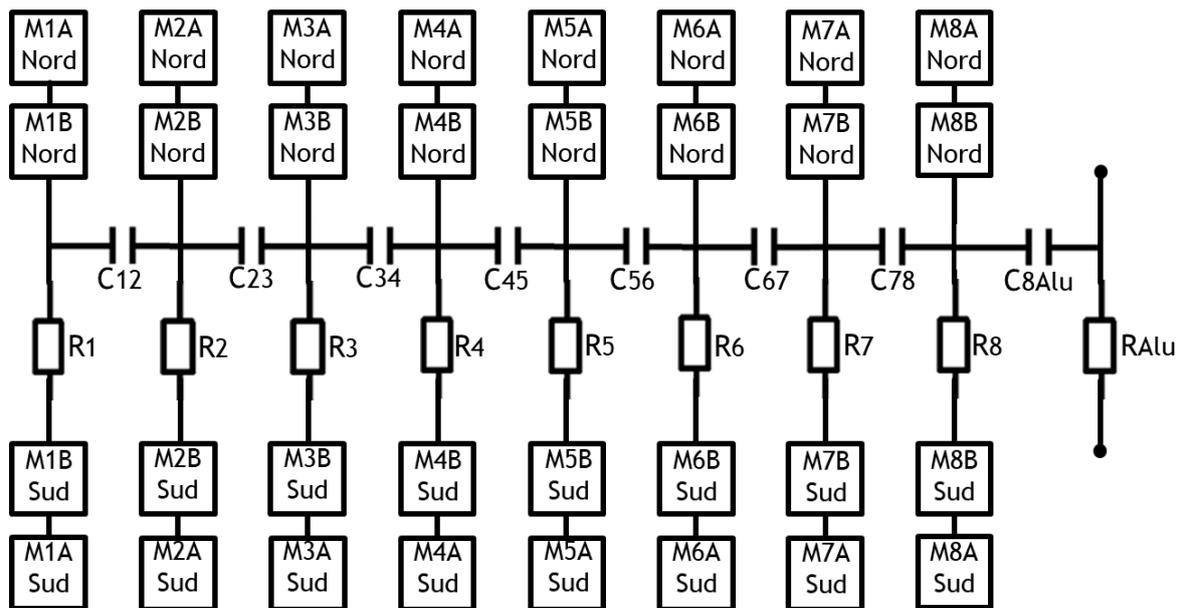 M1A M2A M3A M4A M5A M6A M7A M8A
Nord Nord Nord Nord Nord Nord Nord Nord
M1B M2B M3B M4B M5B M6B M7B M8B
Nord Nord Nord Nord Nord Nord Nord Nord
C12 C23 C34 C45 C56 C67 C78 C8Alu
R1 R2 R3 R4 R5 R6 R7 R8 RAlu
M1B M2B M3B M4B M5B M6B M7B M8B
Sud Sud Sud Sud Sud Sud Sud Sud
M1A M2A M3A M4A M5A M6A M7A M8A
Sud Sud Sud Sud Sud Sud Sud Sud